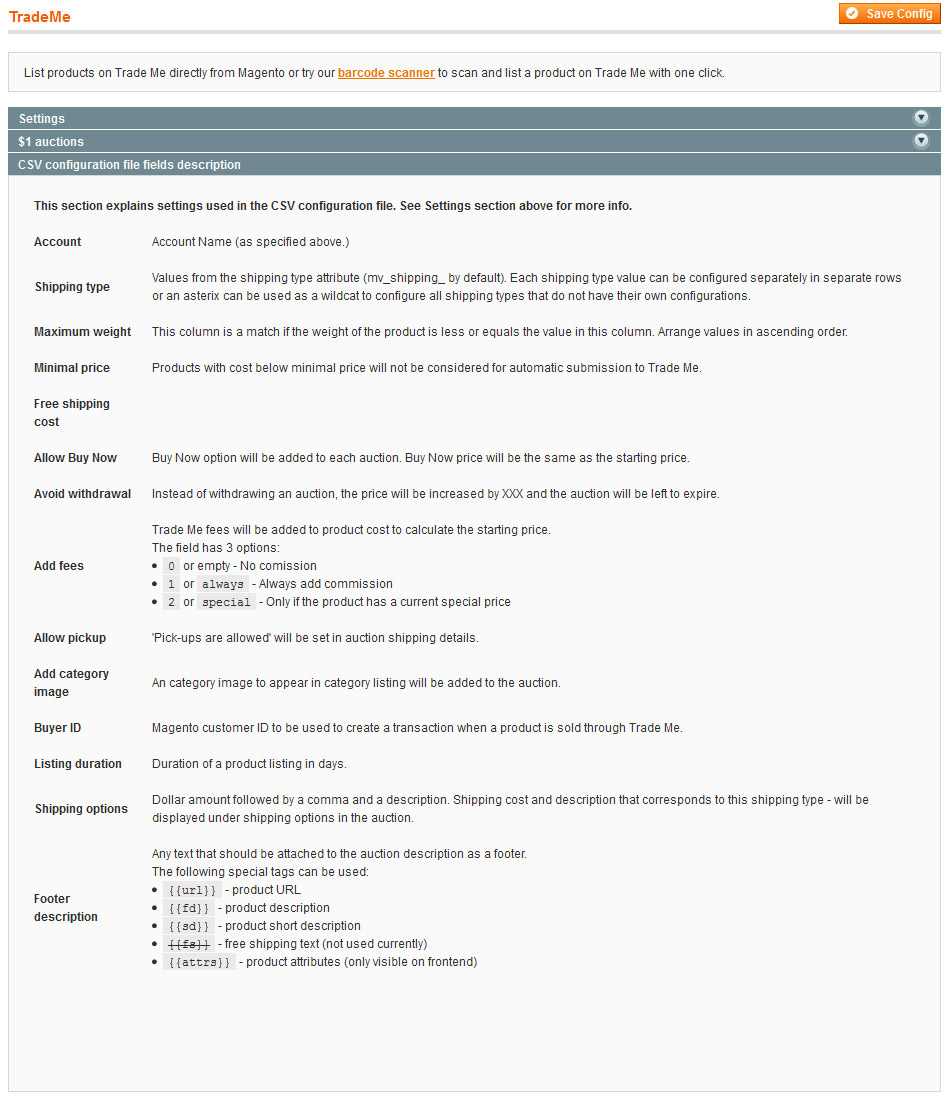 TradeMe
Save Config
List products on Trade Me directly from Magento or try our barcode scanner to scan and list a product on Trade Me with one click.
Settings
$1 auctions
CSV configuration file fields description
This section explains settings used in the CSV configuration file. See Settings section above for more info.
Account
Account Name (as specified above.)
Shipping type
Values from the shipping type attribute (mv_shipping_ by default). Each shipping type value can be configured separately in separate rows
or an asterix can be used as a wildcat to configure all shipping types that do not have their own configurations.
Maximum weight
This column is a match if the weight of the product is less or equals the value in this column. Arrange values in ascending order.
Minimal price
Products with cost below minimal price will not be considered for automatic submission to Trade Me.
Free shipping
cost
Allow Buy Now
Buy Now option will be added to each auction. Buy Now price will be the same as the starting price.
Avoid withdrawal
Instead of withdrawing an auction, the price will be increased by XXX and the auction will be left to expire.
Add fees
Trade Me fees will be added to product cost to calculate the starting price.
The field has 3 options:
• 0 or empty - No comission
• 1 or always - Always add commission
• 2 or special - Only if the product has a current special price
Allow pickup
'Pick-ups are allowed' will be set in auction shipping details.
Add category
image
An category image to appear in category listing will be added to the auction.
Buyer ID
Magento customer ID to be used to create a transaction when a product is sold through Trade Me.
Listing duration
Duration of a product listing in days.
Shipping options
Dollar amount followed by a comma and a description. Shipping cost and description that corresponds to this shipping type - will be
displayed under shipping options in the auction.
Footer
description
Any text that should be attached to the auction description as a footer.
The following special tags can be used:
• {{url}} - product URL
• {{fd}} - product description
• {{sd}} - product short description
• {{fs}} - free shipping text (not used currently)
• {{attrs}} - product attributes (only visible on frontend)